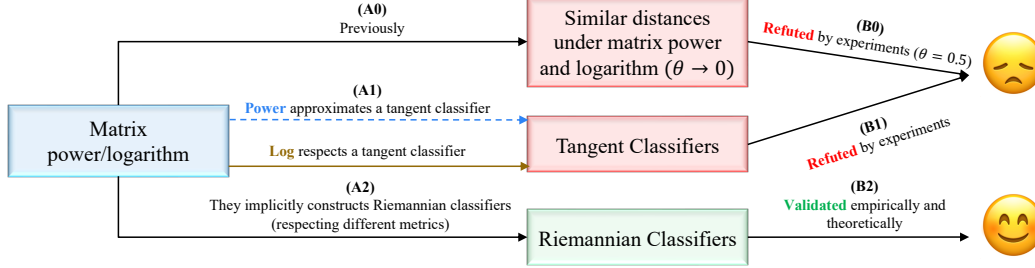 (A0)
Previously
Similar distances
under matrix power
and logarithm (θ → 0)
(B0)
Refuted by experiments (θ = 0.5)
(A1)
Power approximates a tangent classifier
Matrix
power/logarithm
Log respects a tangent classifier
Tangent Classifiers
(B1)
Refuted by experiments
(A2)
They implicitly constructs Riemannian classifiers
(respecting different metrics)
Riemannian Classifiers
(B2)
Validated empirically and
theoretically